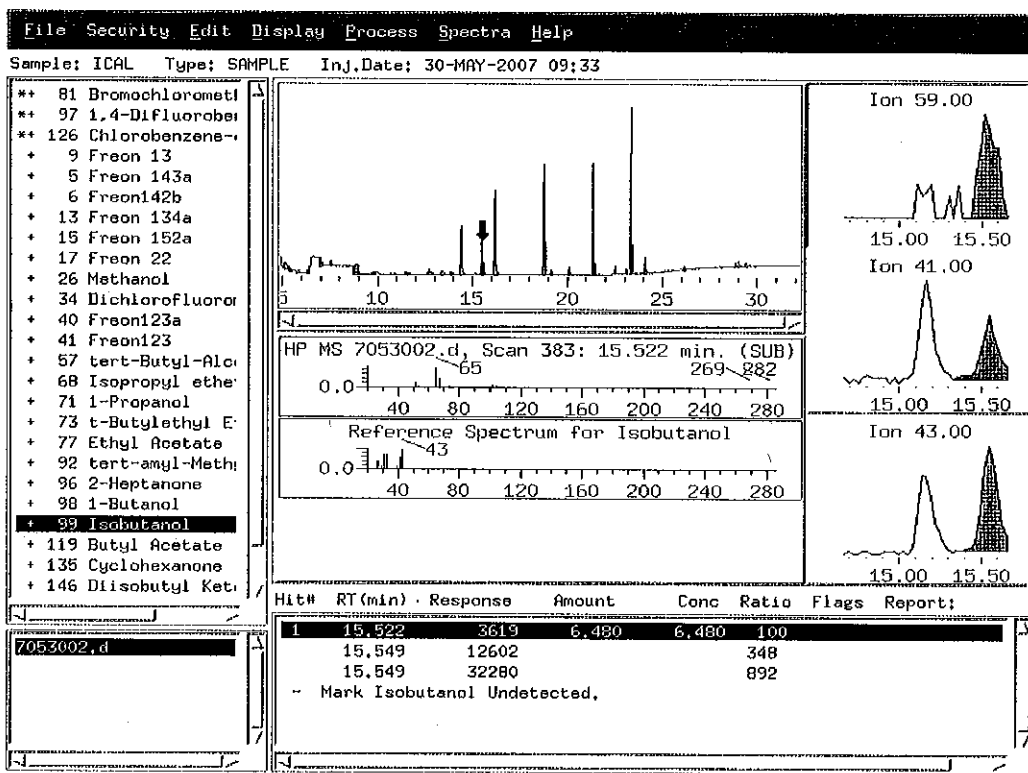 File Security Edit Display Process Spectra Help
Sample: ICAL Type: SAMPLE Inj.Date: 30-MAY-2007 09:33
*+ 81 Bromochloromet
*+ 97 1,4-Difluorobe
*+ 126 Chlorobenzene-
+ 9 Freon 13
+ 5 Freon 143a
+ 6 Freon142b
+ 13 Freon 134a
+ 15 Freon 152a
+ 17 Freon 22
+ 26 Methanol
+ 34 Dichlorofluoro
+ 40 Freon123a
+ 41 Freon123
+ 57 tert-Butyl-Alc
+ 68 Isopropyl ethe
+ 71 1-Propanol
+ 73 t-Butylethyl E
+ 77 Ethyl Acetate
+ 92 tert-amyl-Meth
+ 96 2-Heptanone
+ 98 1-Butanol
+ 99 Isobutanol
+ 119 Butyl Acetate
+ 135 Cyclohexanone
+ 146 Diisobutyl Ket
7053002.d
5 10 15 20 25 30
HP MS 7053002.d, Scan 383: 15.522 min. (SUB)
65 269 282
0.0
40 80 120 160 200 240 280
Reference Spectrum for Isobutanol
43
0.0
40 80 120 160 200 240 280
Ion 59.00
15.00 15.50
Ion 41.00
15.00 15.50
Ion 43.00
15.00 15.50
Hit# RT(min) Response Amount Conc Ratio Flags Report:
1 15.522 3619 6.480 6.480 100
15.549 12602 348
15.549 32280 892
~ Mark Isobutanol Undetected.